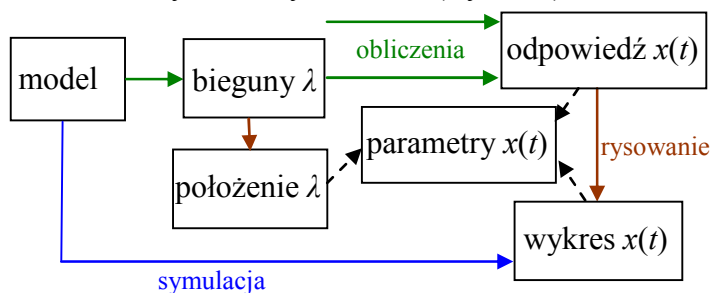 obliczenia
odpowiedź x(t)
model
bieguny λ
parametry x(t)
rysowanie
położenie λ
wykres x(t)
symulacja